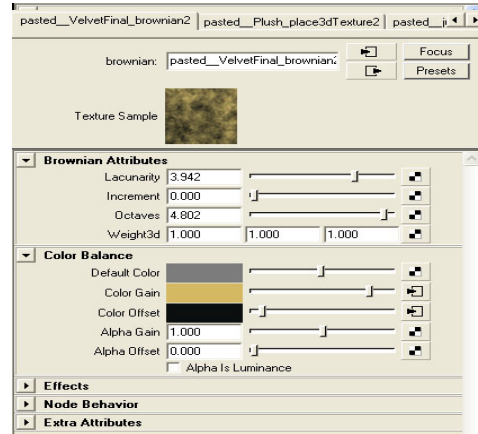 pasted__VelvetFinal_brownian2 pasted__Plush_place3dTexture2
brownian: pasted__VelvetFinal_brownian2 Focus
Presets
Texture Sample
Brownian Attributes
Lacunarity 3.942
Increment 0.000
Octaves 4.802
Weight3d 1.000 1.000 1.000
Color Balance
Default Color
Color Gain
Color Offset
Alpha Gain 1.000
Alpha Offset 0.000
Alpha Is Luminance
Effects
Node Behavior
Extra Attributes